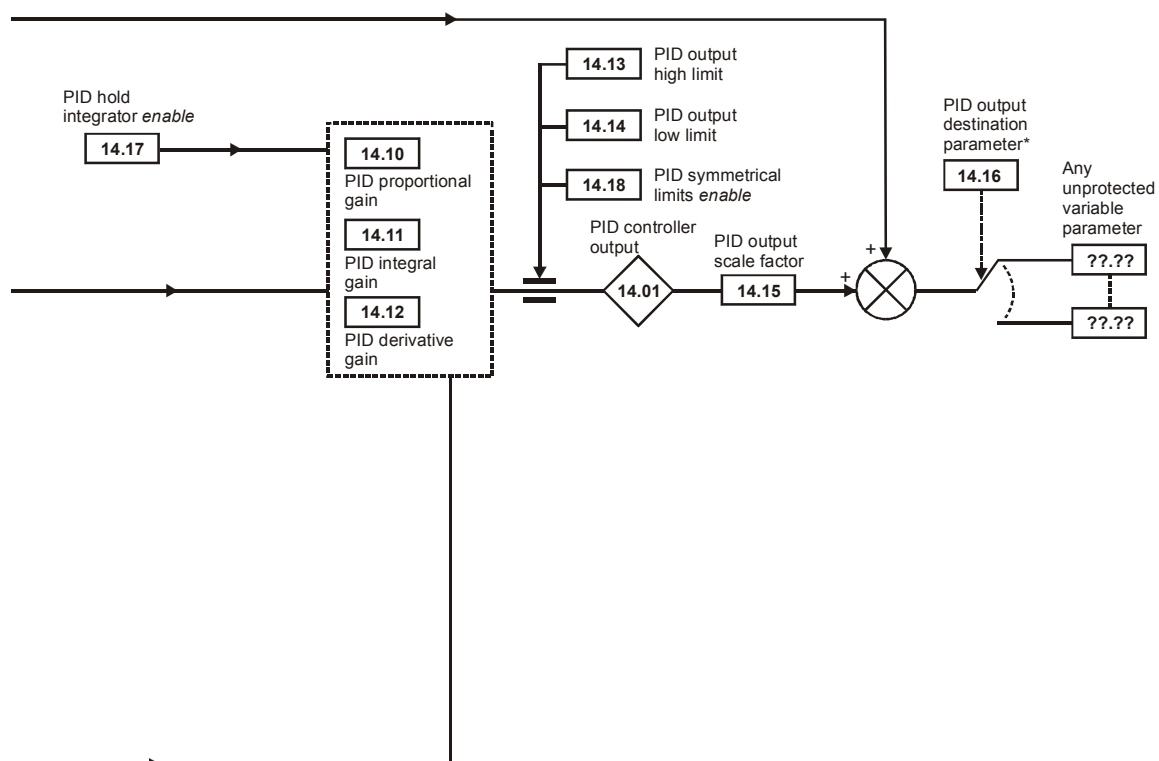 PID hold
integrator enable
14.17
14.10
PID proportional
gain
14.11
PID integral
gain
14.12
PID derivative
gain
14.13
PID output
high limit
14.14
PID output
low limit
14.18
PID symmetrical
limits enable
PID controller
output
14.01
PID output
scale factor
14.15
+
+
PID output
destination
parameter*
14.16
Any
unprotected
variable
parameter
??.??
??.??